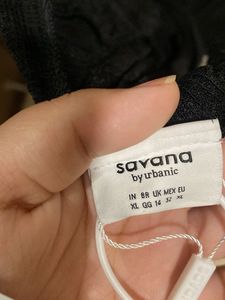 savana
by urbanic
IN BR UK MEX EU
XL GG 14 32 XL